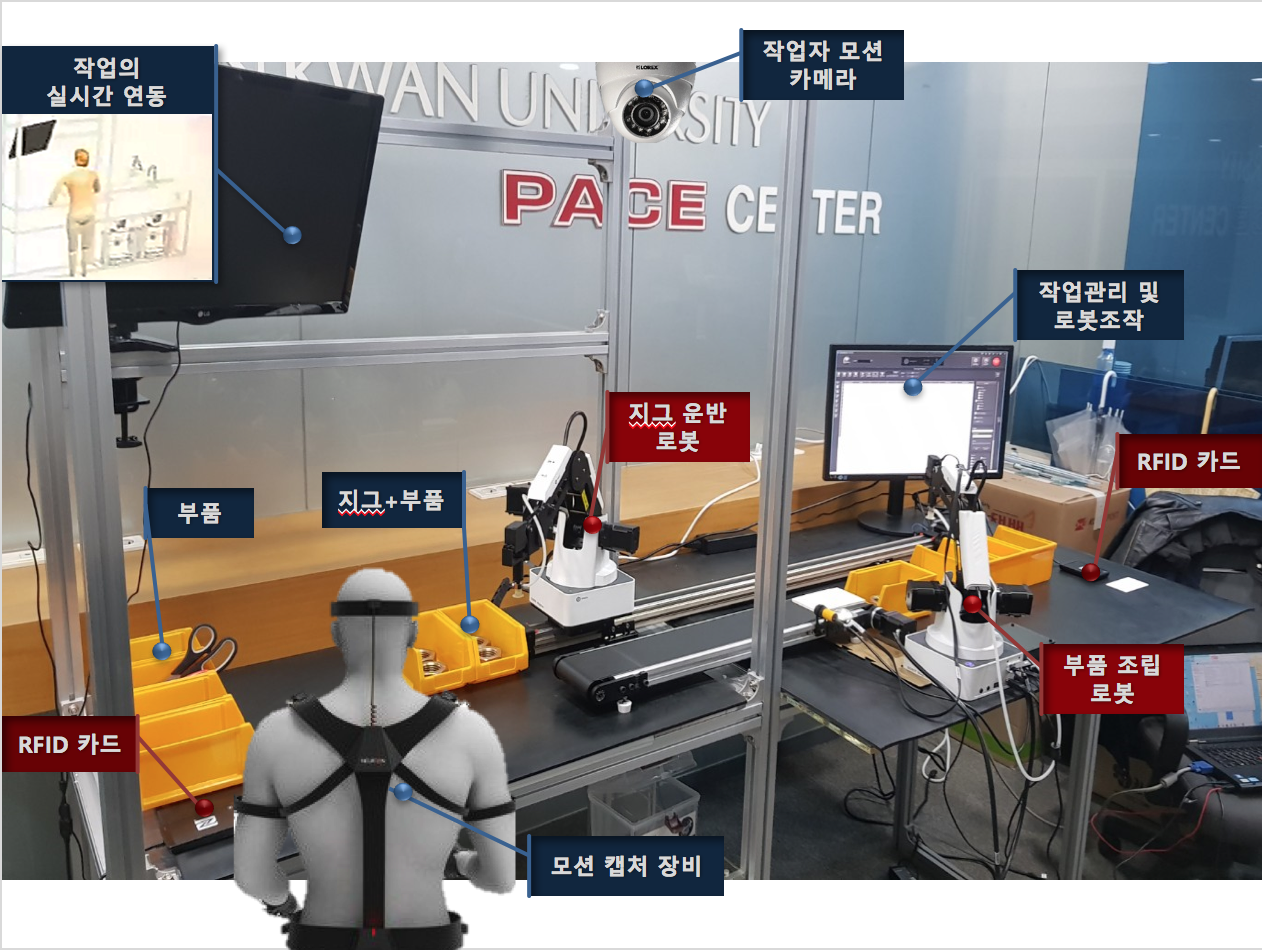 작업의
실시간 연동
작업자 모션
카메라
LOREX
KWAN UNIVERSITY
PACE CENTER
작업관리 및
로봇조작
LG
지그 운반
로봇
RFID 카드
부품
지그+부품
부품 조립
로봇
RFID 카드
모션 캡처 장비